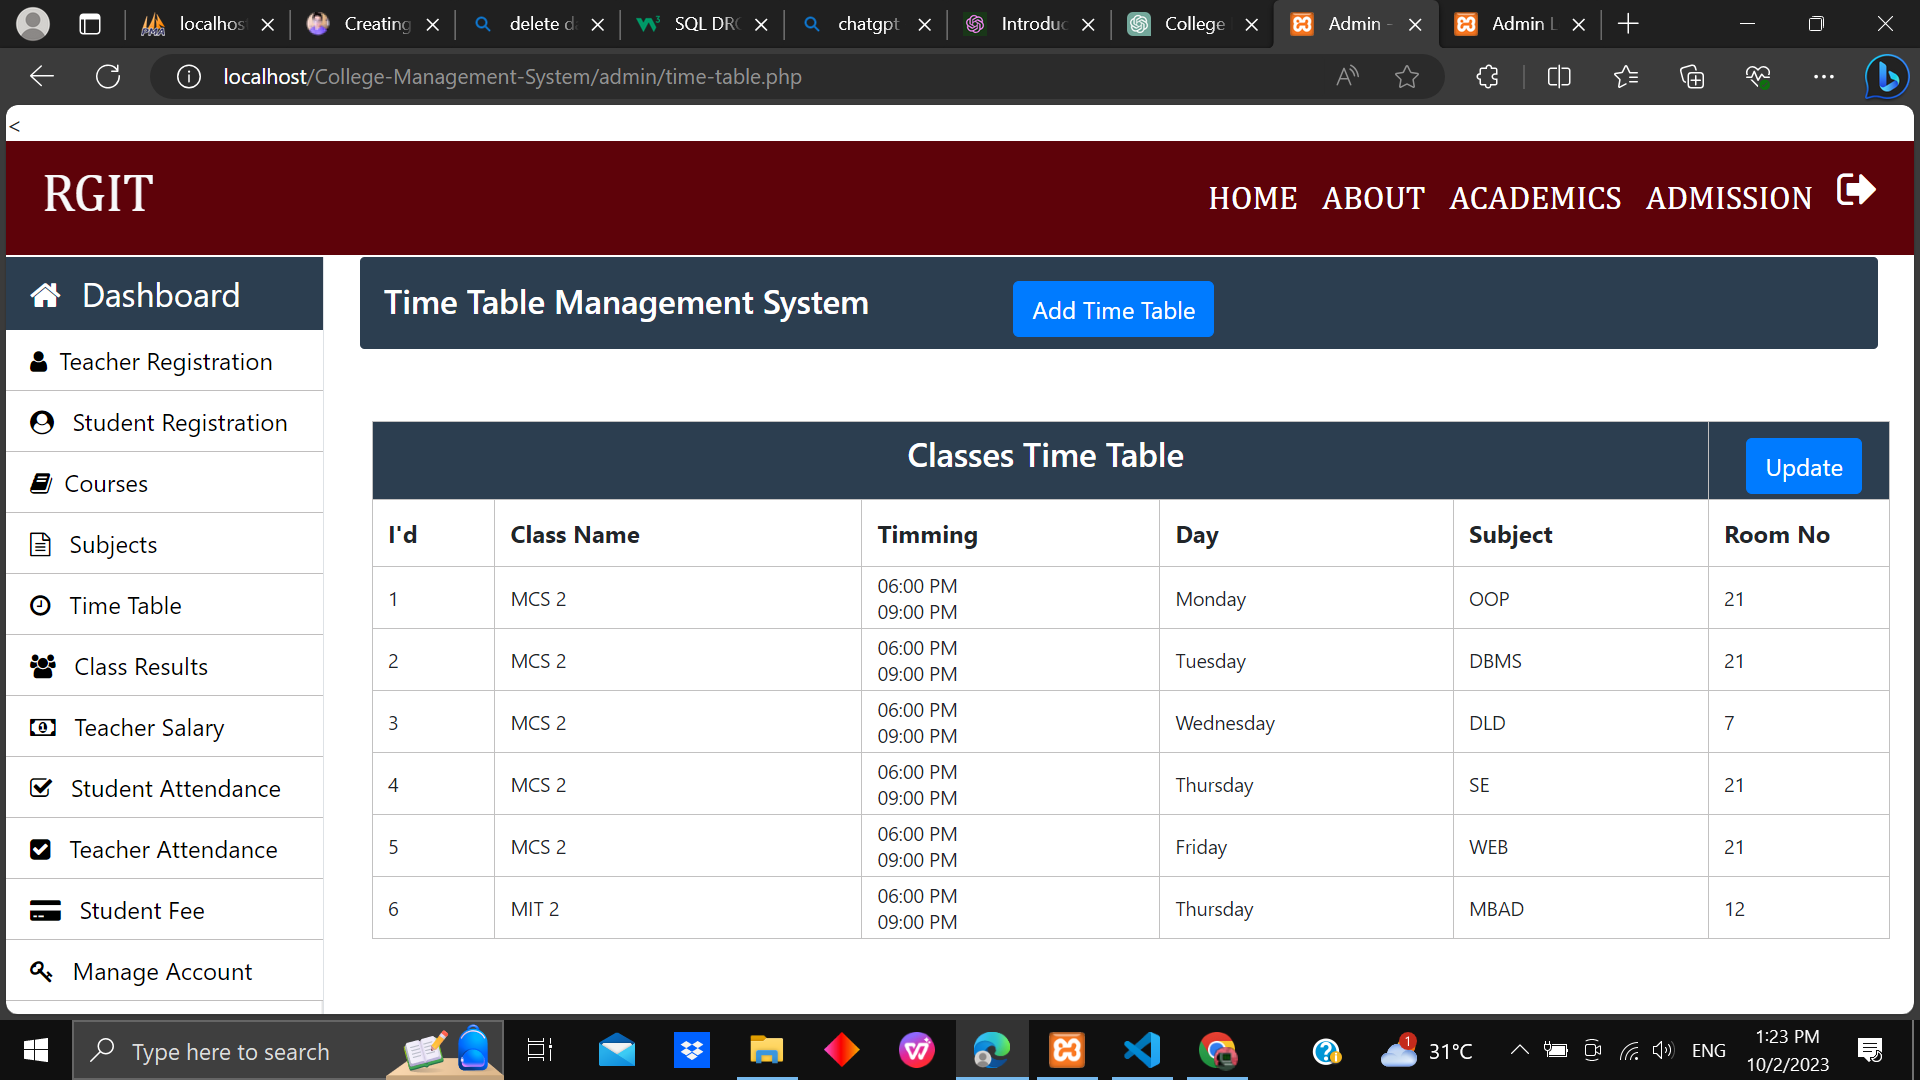 localhos
Creating
delete d
SQL DRO
chatgpt
Introduc
College
Admin -
Admin L
localhost/College-Management-System/admin/time-table.php
<
RGIT
HOME ABOUT ACADEMICS ADMISSION
Dashboard
Teacher Registration
Student Registration
Courses
Subjects
Time Table
Class Results
Teacher Salary
Student Attendance
Teacher Attendance
Student Fee
Manage Account
Time Table Management System
Add Time Table
Classes Time Table
Update
I'd Class Name Timming Day Subject Room No
1 MCS 2 06:00 PM Monday OOP 21
09:00 PM
2 MCS 2 06:00 PM Tuesday DBMS 21
09:00 PM
3 MCS 2 06:00 PM Wednesday DLD 7
09:00 PM
4 MCS 2 06:00 PM Thursday SE 21
09:00 PM
5 MCS 2 06:00 PM Friday WEB 21
09:00 PM
6 MIT 2 06:00 PM Thursday MBAD 12
09:00 PM
Type here to search
1
31°C
ENG
1:23 PM
10/2/2023